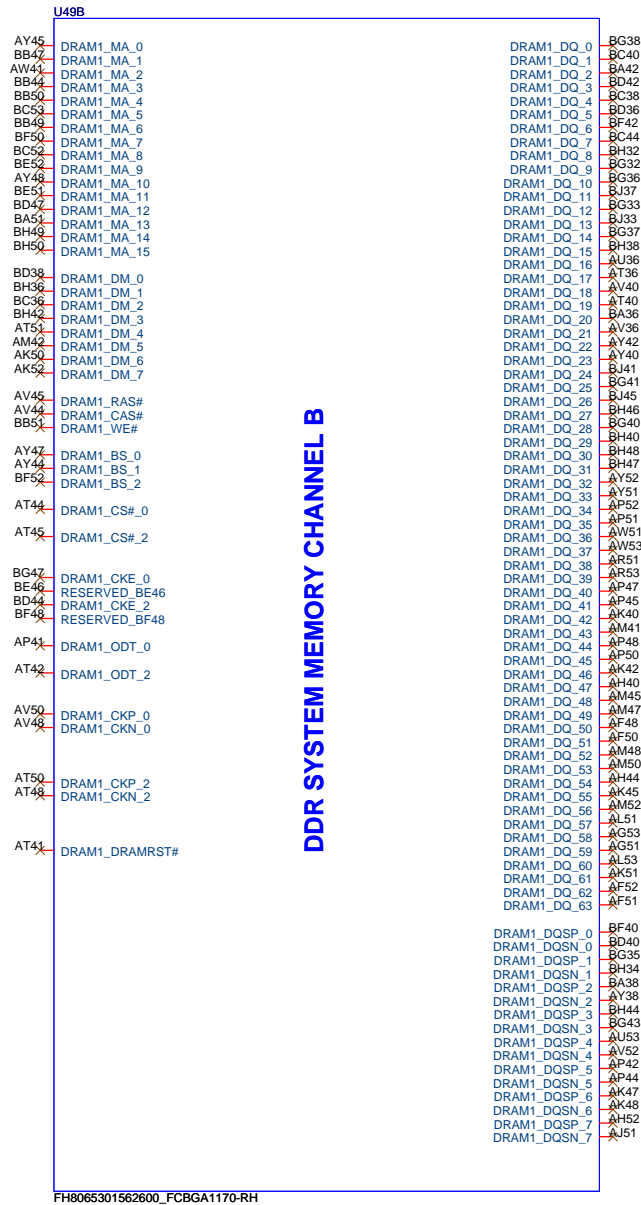 U49B
AY45 DRAM1_MA_0
BB47 DRAM1_MA_1
AW41 DRAM1_MA_2
BB44 DRAM1_MA_3
BB50 DRAM1_MA_4
BC53 DRAM1_MA_5
BB49 DRAM1_MA_6
BF50 DRAM1_MA_7
BC52 DRAM1_MA_8
BE52 DRAM1_MA_9
AY48 DRAM1_MA_10
BE51 DRAM1_MA_11
BD47 DRAM1_MA_12
BA51 DRAM1_MA_13
BH49 DRAM1_MA_14
BH50 DRAM1_MA_15
BD38 DRAM1_DM_0
BH36 DRAM1_DM_1
BC36 DRAM1_DM_2
BH42 DRAM1_DM_3
AT51 DRAM1_DM_4
AM42 DRAM1_DM_5
AK50 DRAM1_DM_6
AK52 DRAM1_DM_7
AV45 DRAM1_RAS#
AV44 DRAM1_CAS#
BB51 DRAM1_WE#
AY47 DRAM1_BS_0
AY44 DRAM1_BS_1
BF52 DRAM1_BS_2
AT44 DRAM1_CS#_0
AT45 DRAM1_CS#_2
BG47 DRAM1_CKE_0
BE46 RESERVED_BE46
BD44 DRAM1_CKE_2
BF48 RESERVED_BF48
AP41 DRAM1_ODT_0
AT42 DRAM1_ODT_2
AV50 DRAM1_CKP_0
AV48 DRAM1_CKN_0
AT50 DRAM1_CKP_2
AT48 DRAM1_CKN_2
AT41 DRAM1_DRAMRST#
DDR SYSTEM MEMORY CHANNEL B
DRAM1_DQ_0 BG38
DRAM1_DQ_1 BC40
DRAM1_DQ_2 BA42
DRAM1_DQ_3 BD42
DRAM1_DQ_4 BC38
DRAM1_DQ_5 BD36
DRAM1_DQ_6 BF42
DRAM1_DQ_7 BC44
DRAM1_DQ_8 BH32
DRAM1_DQ_9 BG32
DRAM1_DQ_10 BG36
DRAM1_DQ_11 BJ37
DRAM1_DQ_12 BG33
DRAM1_DQ_13 BJ33
DRAM1_DQ_14 BG37
DRAM1_DQ_15 BH38
DRAM1_DQ_16 AU36
DRAM1_DQ_17 AT36
DRAM1_DQ_18 AV40
DRAM1_DQ_19 AT40
DRAM1_DQ_20 BA36
DRAM1_DQ_21 AV36
DRAM1_DQ_22 AY42
DRAM1_DQ_23 AY40
DRAM1_DQ_24 BJ41
DRAM1_DQ_25 BG41
DRAM1_DQ_26 BJ45
DRAM1_DQ_27 BH46
DRAM1_DQ_28 BG40
DRAM1_DQ_29 BH40
DRAM1_DQ_30 BH48
DRAM1_DQ_31 BH47
DRAM1_DQ_32 AY52
DRAM1_DQ_33 AY51
DRAM1_DQ_34 AP52
DRAM1_DQ_35 AP51
DRAM1_DQ_36 AW51
DRAM1_DQ_37 AW53
DRAM1_DQ_38 AR51
DRAM1_DQ_39 AR53
DRAM1_DQ_40 AP47
DRAM1_DQ_41 AP45
DRAM1_DQ_42 AK40
DRAM1_DQ_43 AM41
DRAM1_DQ_44 AP48
DRAM1_DQ_45 AP50
DRAM1_DQ_46 AK42
DRAM1_DQ_47 AH40
DRAM1_DQ_48 AM45
DRAM1_DQ_49 AM47
DRAM1_DQ_50 AF48
DRAM1_DQ_51 AF50
DRAM1_DQ_52 AM48
DRAM1_DQ_53 AM50
DRAM1_DQ_54 AH44
DRAM1_DQ_55 AK45
DRAM1_DQ_56 AM52
DRAM1_DQ_57 AL51
DRAM1_DQ_58 AG53
DRAM1_DQ_59 AG51
DRAM1_DQ_60 AL53
DRAM1_DQ_61 AK51
DRAM1_DQ_62 AF52
DRAM1_DQ_63 AF51
DRAM1_DQSP_0 BF40
DRAM1_DQSN_0 BD40
DRAM1_DQSP_1 BG35
DRAM1_DQSN_1 BH34
DRAM1_DQSP_2 BA38
DRAM1_DQSN_2 AY38
DRAM1_DQSP_3 BH44
DRAM1_DQSN_3 BG43
DRAM1_DQSP_4 AU53
DRAM1_DQSN_4 AV52
DRAM1_DQSP_5 AP42
DRAM1_DQSN_5 AP44
DRAM1_DQSP_6 AK47
DRAM1_DQSN_6 AK48
DRAM1_DQSP_7 AH52
DRAM1_DQSN_7 AJ51
FH8065301562600_FCBGA1170-RH